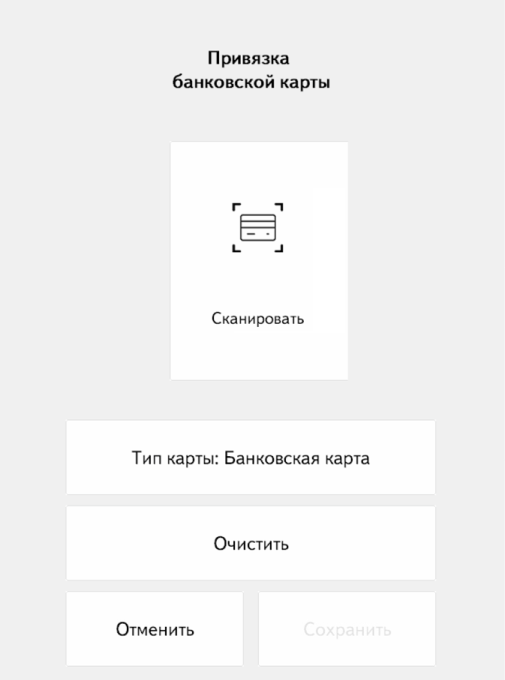 Привязка
банковской карты
Сканировать
Тип карты: Банковская карта
Очистить
Отменить
Сохранить